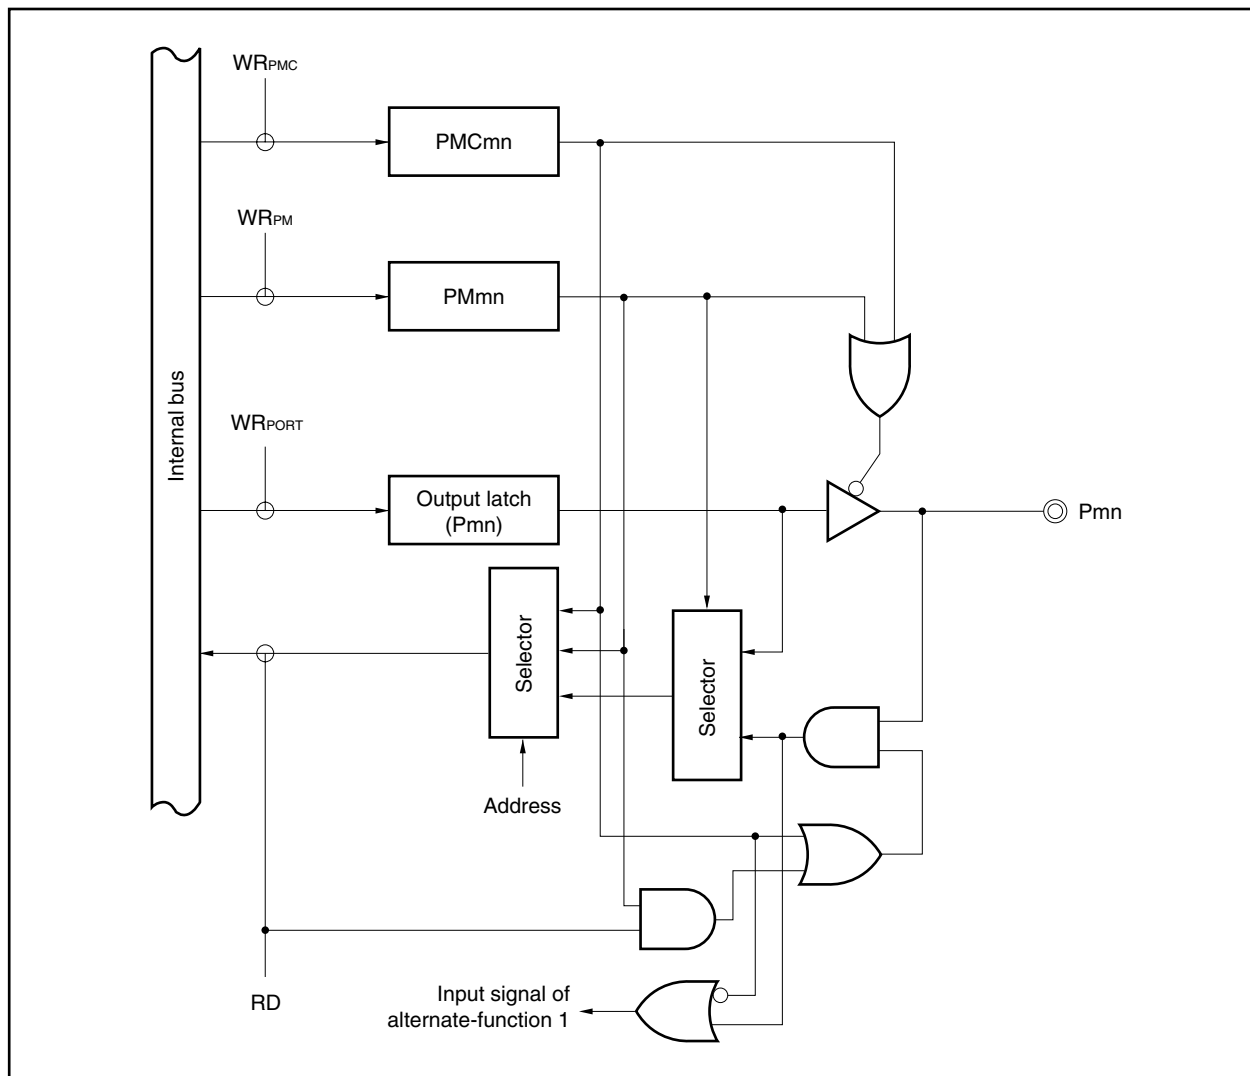 WRPMC
PMCmn
WRPM
PMmn
Internal bus
WRPORT
Output latch
(Pmn)
Pmn
Selector
Selector
Address
RD
Input signal of
alternate-function 1